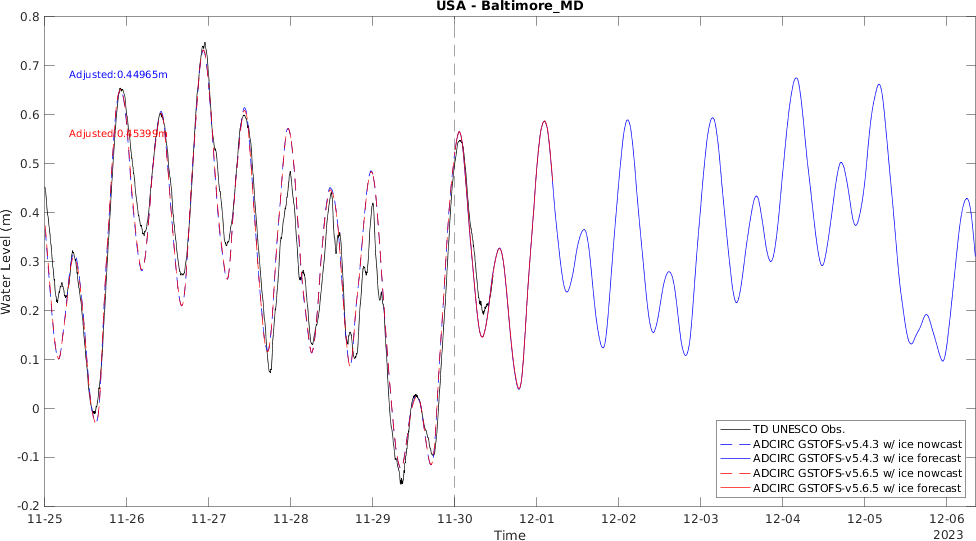 USA - Baltimore_MD
0.8
0.7
0.6
0.5
0.4
0.3
0.2
0.1
0
-0.1
-0.2
Water Level (m)
Adjusted:0.44965m
Adjusted:0.45399m
TD UNESCO Obs.
ADCIRC GSTOFS-v5.4.3 w/ ice nowcast
ADCIRC GSTOFS-v5.4.3 w/ ice forecast
ADCIRC GSTOFS-v5.6.5 w/ ice nowcast
ADCIRC GSTOFS-v5.6.5 w/ ice forecast
11-25 11-26 11-27 11-28 11-29 11-30 12-01 12-02 12-03 12-04 12-05 12-06
Time
2023